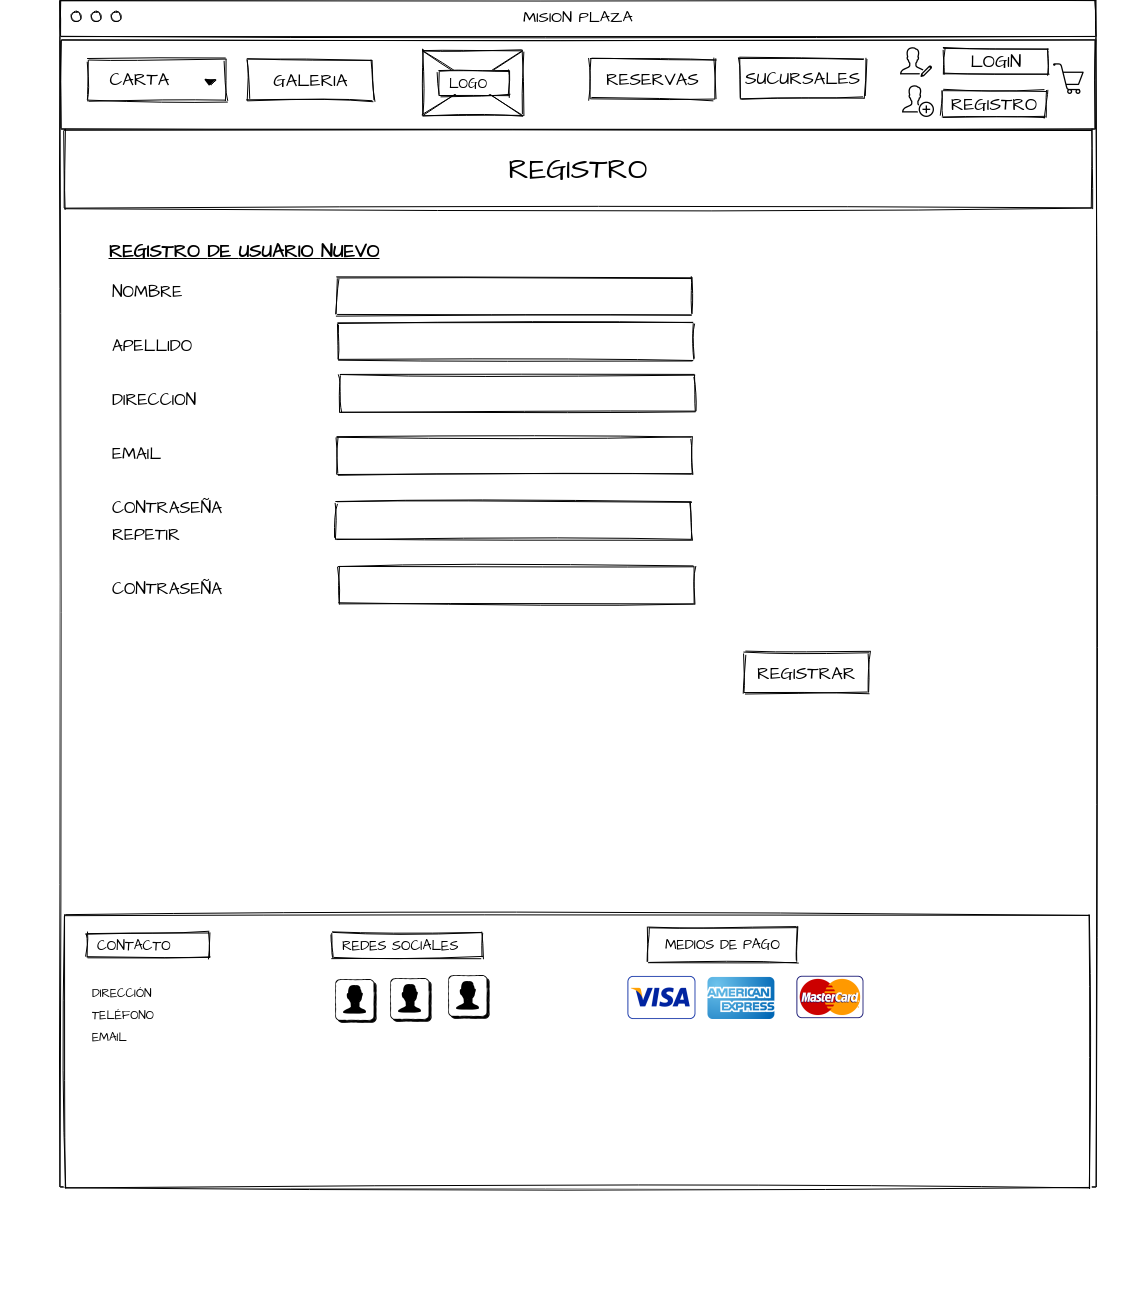 MISION PLAZA
CARTA
GALERIA
LOGO
RESERVAS
SUCURSALES
LOGIN
REGISTRO
REGISTRO
REGISTRO DE USUARIO NUEVO
NOMBRE
APELLIDO
DIRECCION
EMAIL
CONTRASEÑA
REPETIR
CONTRASEÑA
REGISTRAR
CONTACTO
DIRECCIÓN
TELÉFONO
EMAIL
REDES SOCIALES
MEDIOS DE PAGO
VISA
AMERICAN
EXPRESS
MasterCard